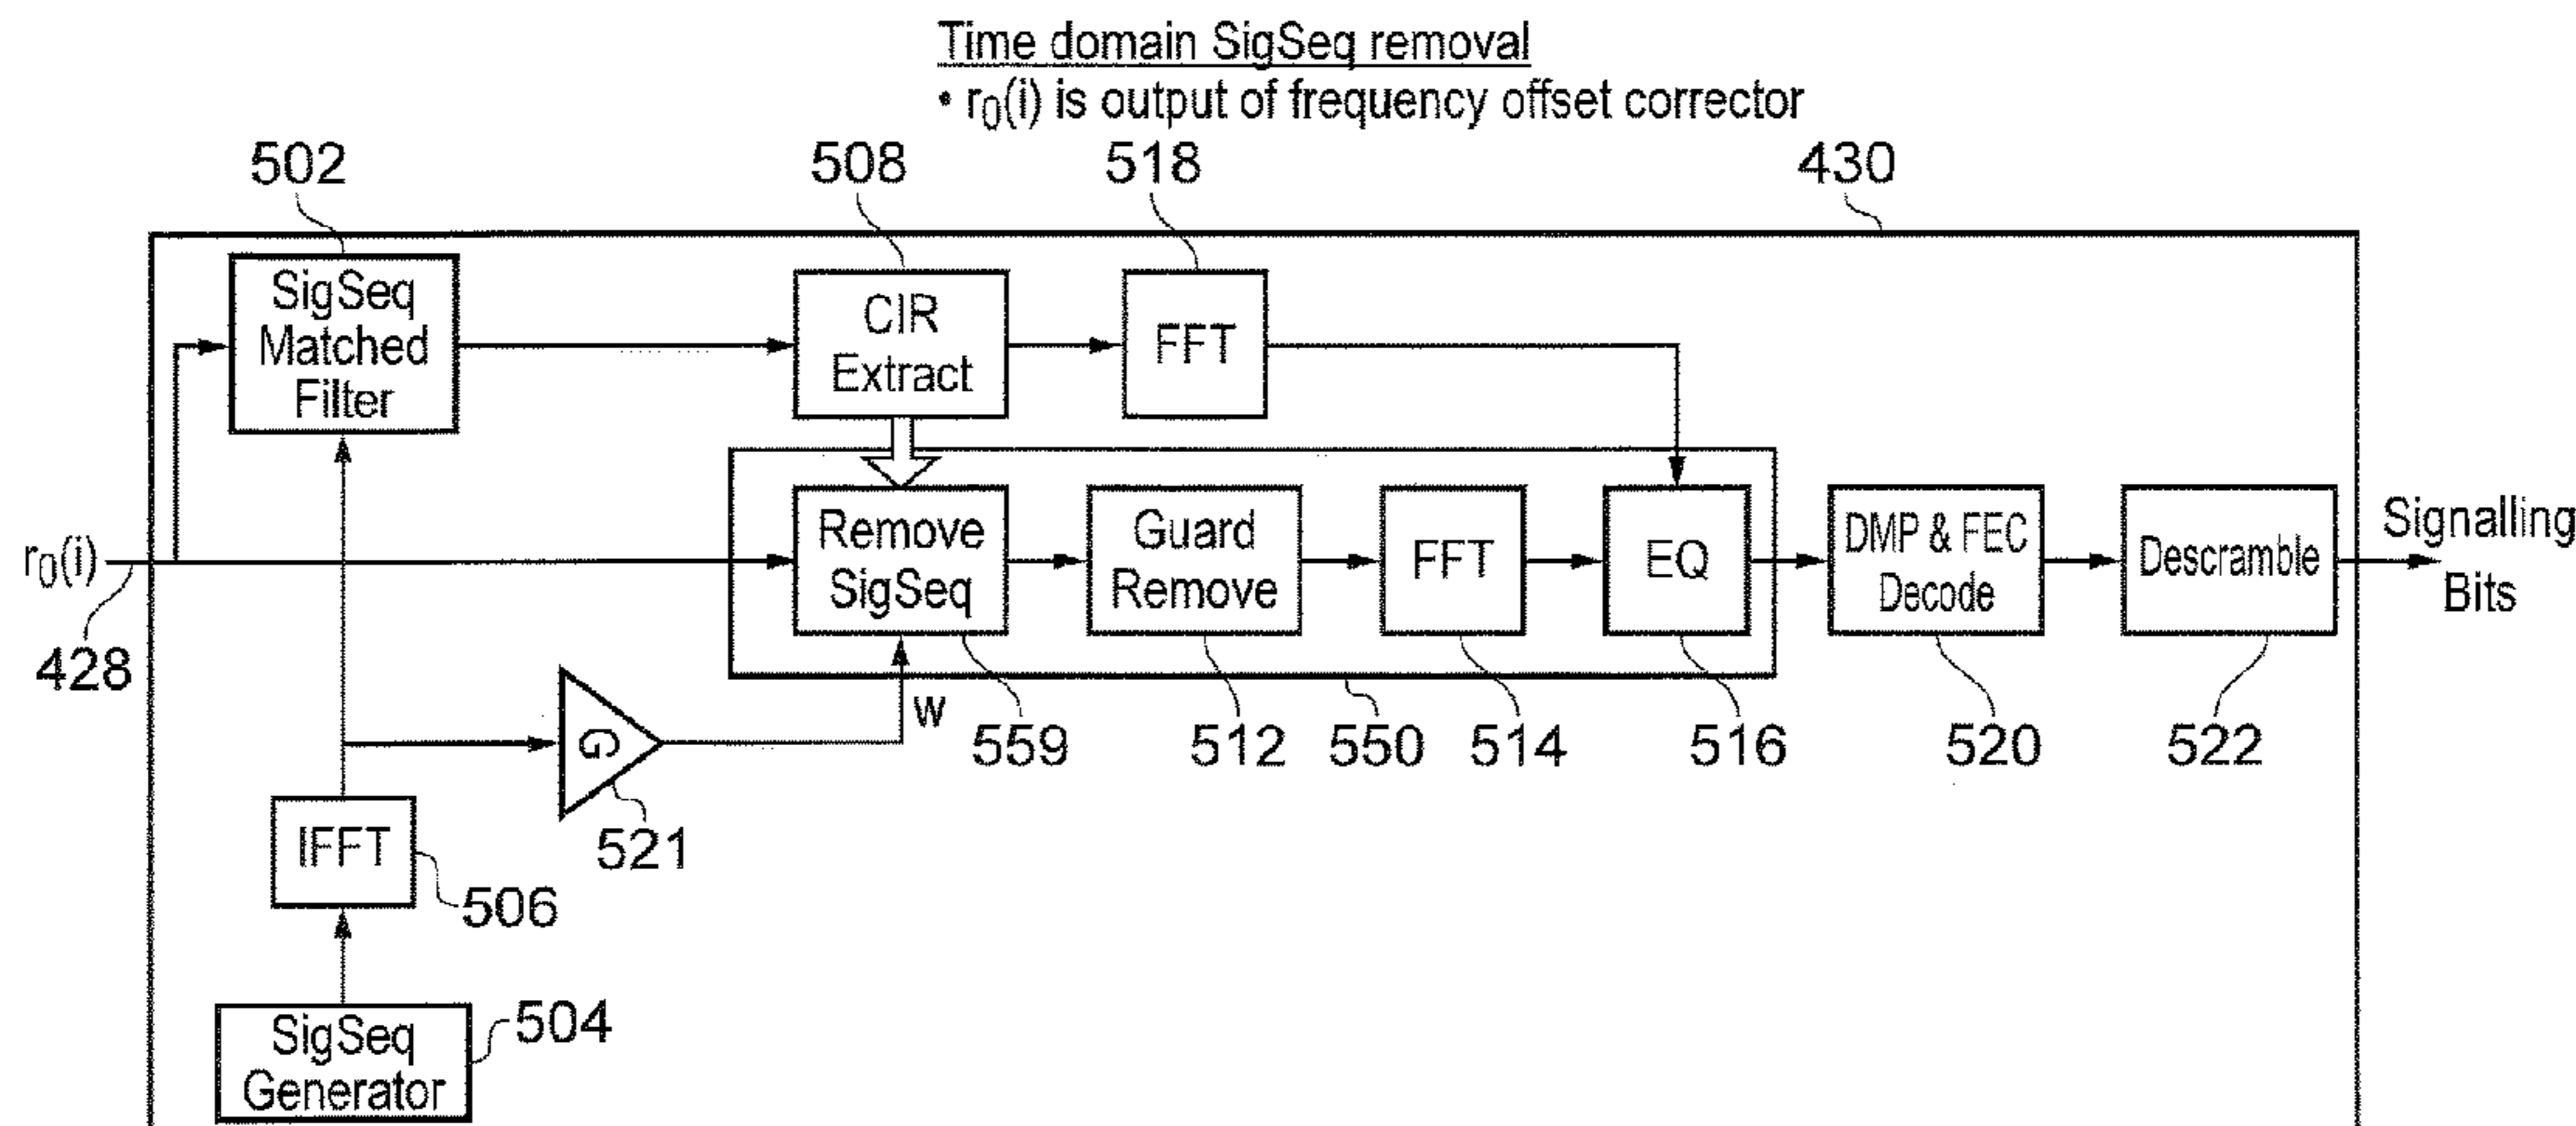 Time domain SigSeq removal
• r0(i) is output of frequency offset corrector
502
508
518
430
SigSeq
Matched
Filter
CIR
Extract
FFT
r0(i)
428
Remove
SigSeq
Guard
Remove
FFT
EQ
DMP & FEC
Decode
Descramble
Signalling
Bits
w
559
512
550
514
516
520
522
G
521
IFFT
506
SigSeq
Generator
504